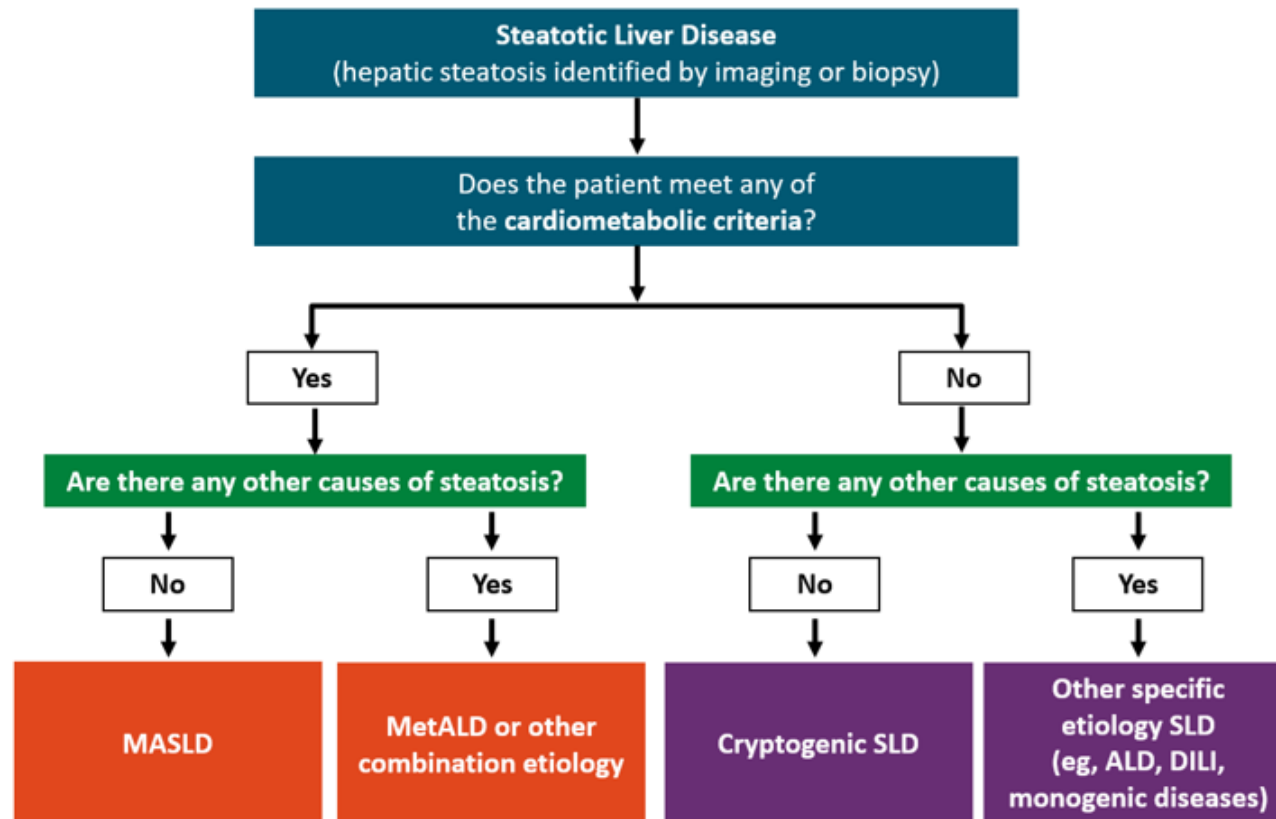 Steatotic Liver Disease
(hepatic steatosis identified by imaging or biopsy)
Does the patient meet any of
the cardiometabolic criteria?
Yes
No
Are there any other causes of steatosis?
Are there any other causes of steatosis?
No
Yes
No
Yes
MASLD
MetALD or other
combination etiology
Cryptogenic SLD
Other specific
etiology SLD
(eg, ALD, DILI,
monogenic diseases)